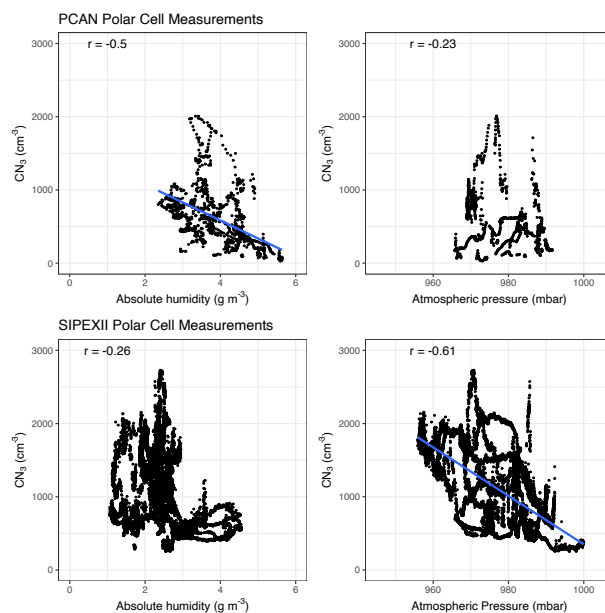 PCAN Polar Cell Measurements
r = -0.5
r = -0.23
3000
2000
1000
0
CN3 (cm-3)
0 2 4 6
Absolute humidity (g m-3)
3000
2000
1000
0
CN3 (cm-3)
960 980 1000
Atmospheric pressure (mbar)
SIPEXII Polar Cell Measurements
r = -0.26
r = -0.61
3000
2000
1000
0
CN3 (cm-3)
0 2 4 6
Absolute humidity (g m-3)
3000
2000
1000
0
CN3 (cm-3)
960 980 1000
Atmospheric Pressure (mbar)